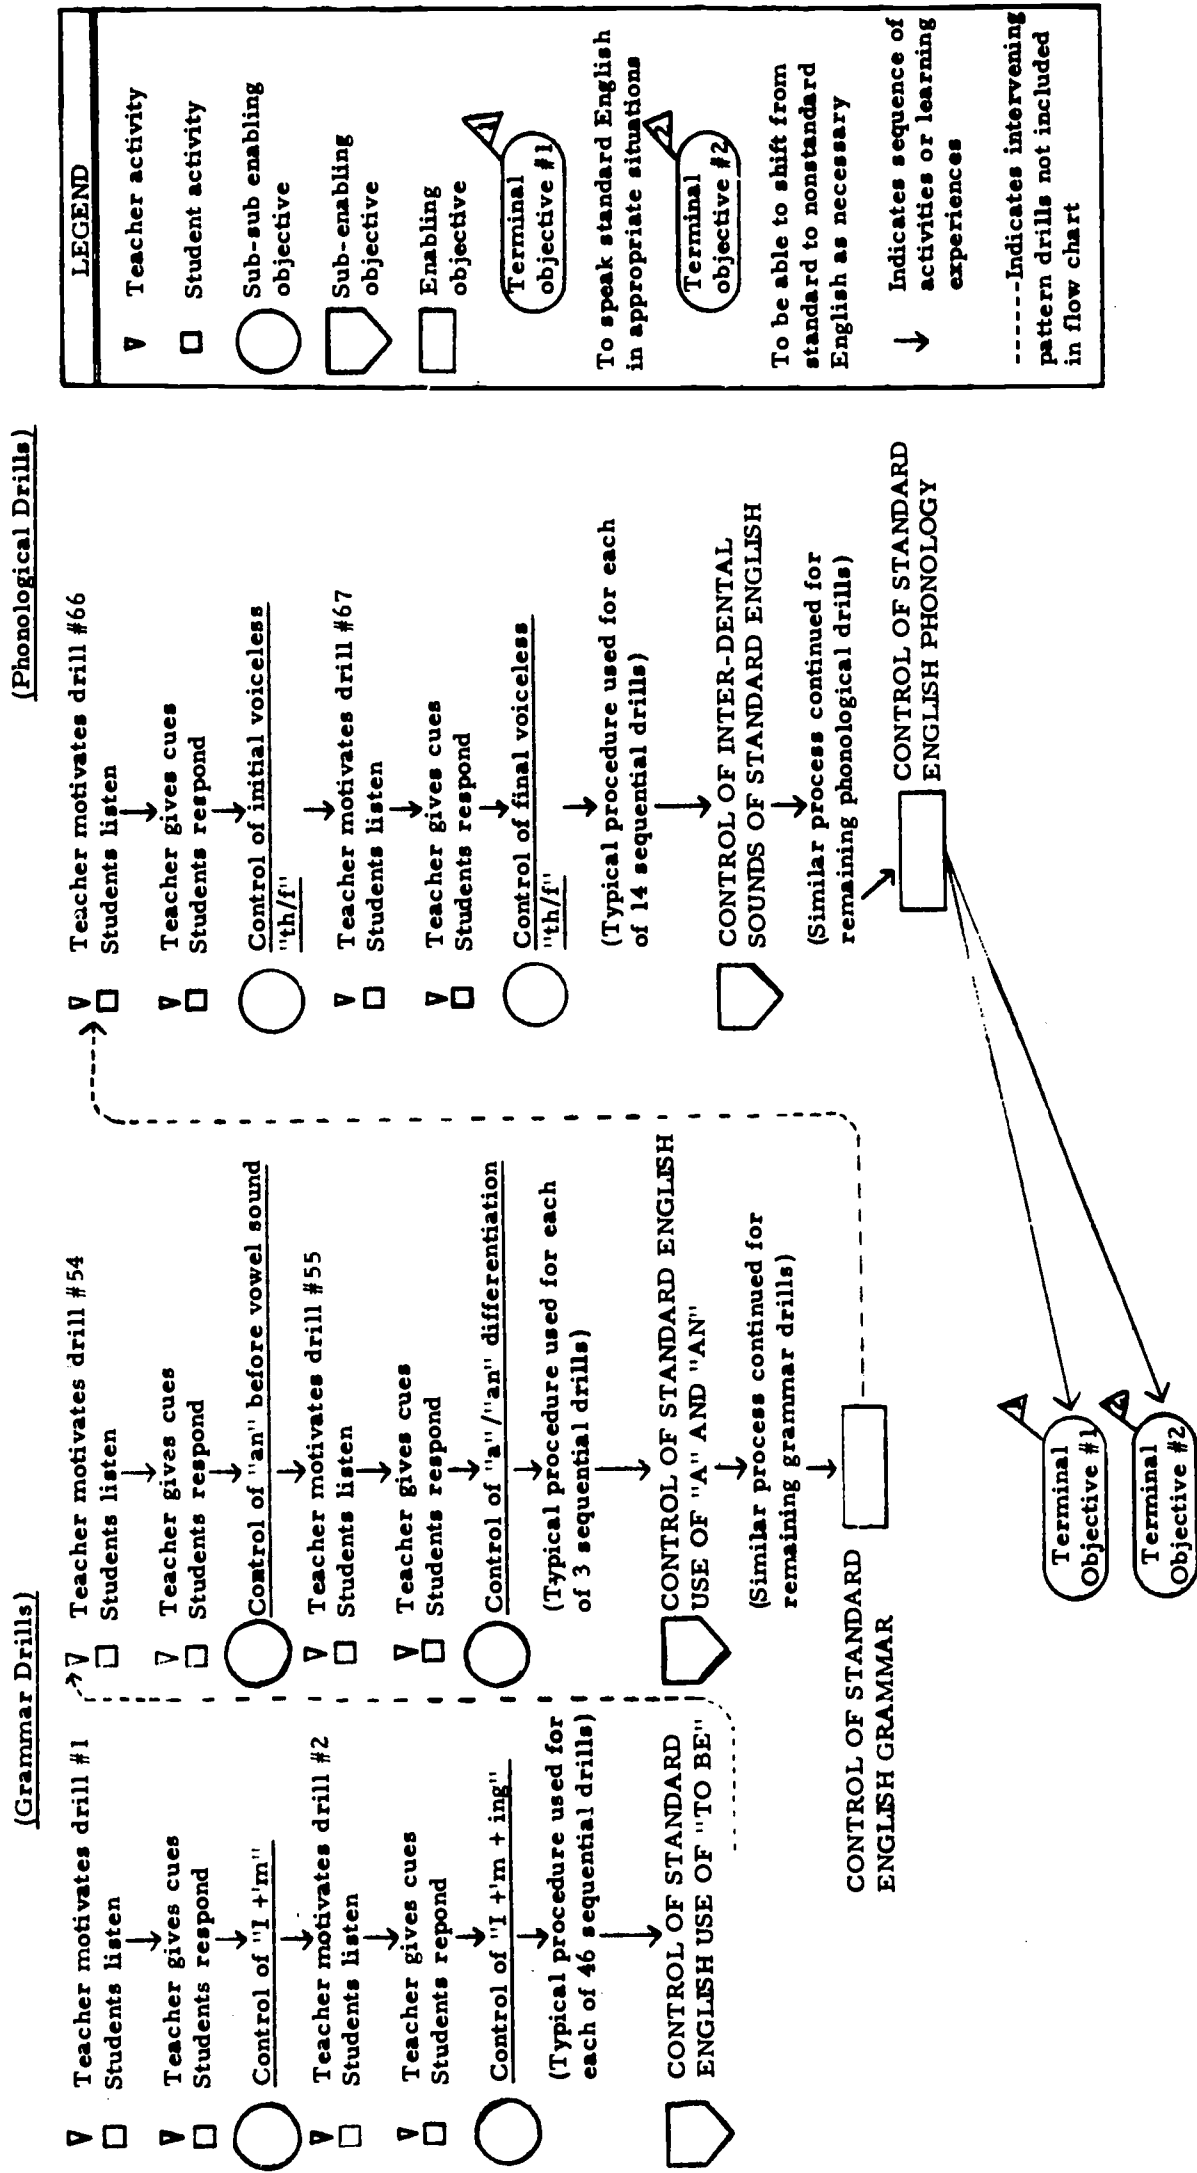 (Grammar Drills)
Teacher motivates drill #1
Students listen
Teacher gives cues
Students respond
Control of "I +'m"
Teacher motivates drill #2
Students listen
Teacher gives cues
Students repond
Control of "I +'m + ing"
(Typical procedure used for
each of 46 sequential drills)
CONTROL OF STANDARD
ENGLISH USE OF "TO BE"
Teacher motivates drill #54
Students listen
Teacher gives cues
Students respond
Control of "an" before vowel sound
Teacher motivates drill #55
Students listen
Teacher gives cues
Students respond
Control of "a"/"an" differentiation
(Typical procedure used for each
of 3 sequential drills)
CONTROL OF STANDARD ENGLISH
USE OF "A" AND "AN"
(Similar process continued for
remaining grammar drills)
CONTROL OF STANDARD
ENGLISH GRAMMAR
(Phonological Drills)
Teacher motivates drill #66
Students listen
Teacher gives cues
Students respond
Control of initial voiceless
"th/f"
Teacher motivates drill #67
Students listen
Teacher gives cues
Students respond
Control of final voiceless
"th/f"
(Typical procedure used for each
of 14 sequential drills)
CONTROL OF INTER-DENTAL
SOUNDS OF STANDARD ENGLISH
(Similar process continued for
remaining phonological drills)
CONTROL OF STANDARD
ENGLISH PHONOLOGY
1
Terminal
Objective #1
2
Terminal
Objective #2
LEGEND
Teacher activity
Student activity
Sub-sub enabling
objective
Sub-enabling
objective
Enabling
objective
1
Terminal
objective #1
To speak standard English
in appropriate situations
2
Terminal
objective #2
To be able to shift from
standard to nonstandard
English as necessary
Indicates sequence of
activities or learning
experiences
------Indicates intervening
pattern drills not included
in flow chart